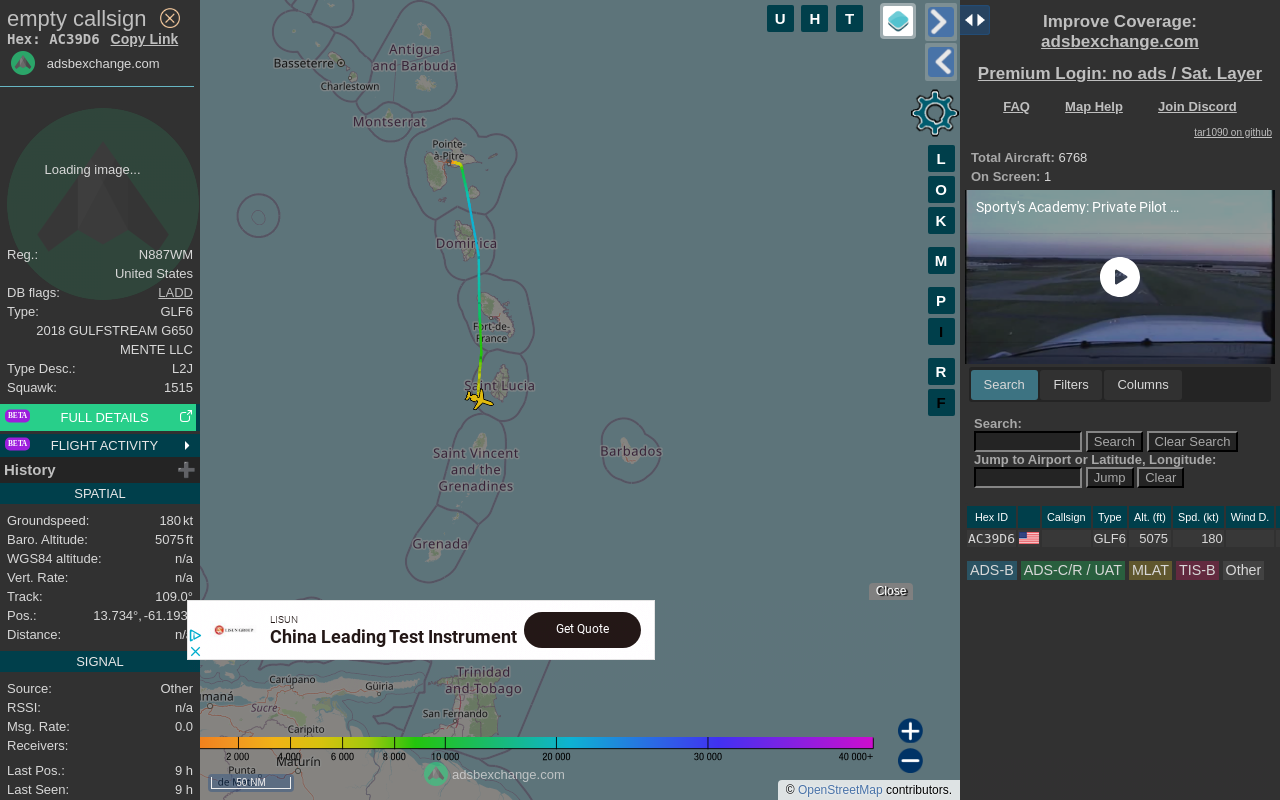 empty callsign
Hex: AC39D6 Copy Link
adsbexchange.com
Loading image...
Reg.: N887WM
United States
DB flags: LADD
Type: GLF6
2018 GULFSTREAM G650
MENTE LLC
Type Desc.: L2J
Squawk: 1515
BETA FULL DETAILS
BETA FLIGHT ACTIVITY
History
SPATIAL
Groundspeed: 180 kt
Baro. Altitude: 5075 ft
WGS84 altitude: n/a
Vert. Rate: n/a
Track: 109.0°
Pos.: 13.734°, -61.193
Distance: n/
SIGNAL
Source: Other
RSSI: n/a
Msg. Rate: 0.0
Receivers:
Last Pos.: 9 h
Last Seen: 9 h
U H T
L
O
K
M
P
I
R
F
Antigua
and Barbuda
Basseterre
Charlestown
Montserrat
Pointe-
à-Pitre
Dominica
Fort-de-
France
Saint Lucia
Saint Vincent
and the
Grenadines
Barbados
Grenada
Close
LISUN GROUP
LISUN
China Leading Test Instrument
Get Quote
Trinidad
and Tobago
San Fernando
Carúpano
Güiria
umaná
Sucre
Caripito
Maturín
Punta
de M
2 000 4 000 6 000 8 000 10 000 20 000 30 000 40 000+
50 NM
adsbexchange.com
© OpenStreetMap contributors.
Improve Coverage:
adsbexchange.com
Premium Login: no ads / Sat. Layer
FAQ Map Help Join Discord
tar1090 on github
Total Aircraft: 6768
On Screen: 1
Sporty's Academy: Private Pilot ...
Search Filters Columns
Search:
Search Clear Search
Jump to Airport or Latitude, Longitude:
Jump Clear
Hex ID Callsign Type Alt. (ft) Spd. (kt) Wind D.
AC39D6 GLF6 5075 180
ADS-B ADS-C/R / UAT MLAT TIS-B Other